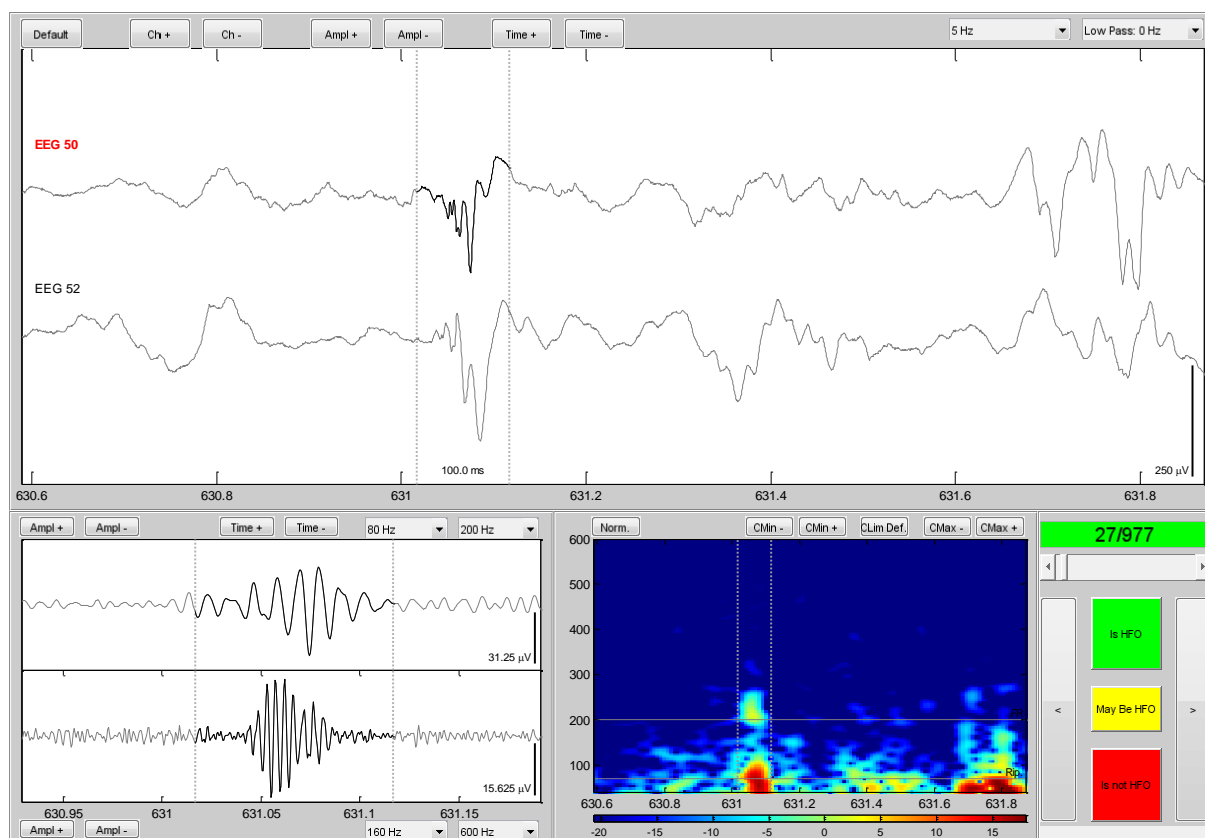 Default Ch + Ch - Ampl + Ampl - Time + Time - 5 Hz Low Pass: 0 Hz
EEG 50
EEG 52
100.0 ms 250 µV
630.6 630.8 631 631.2 631.4 631.6 631.8
Ampl + Ampl - Time + Time - 80 Hz 200 Hz
31.25 µV
15.625 µV
630.95 631 631.05 631.1 631.15
Ampl + Ampl - 160 Hz 600 Hz
Norm. CMin - CMin + CLim Def. CMax - CMax +
600
500
400
300
200
100
Rip
630.6 630.8 631 631.2 631.4 631.6 631.8
-20 -15 -10 -5 0 5 10 15
27/977
Is HFO
< May Be HFO >
Is not HFO